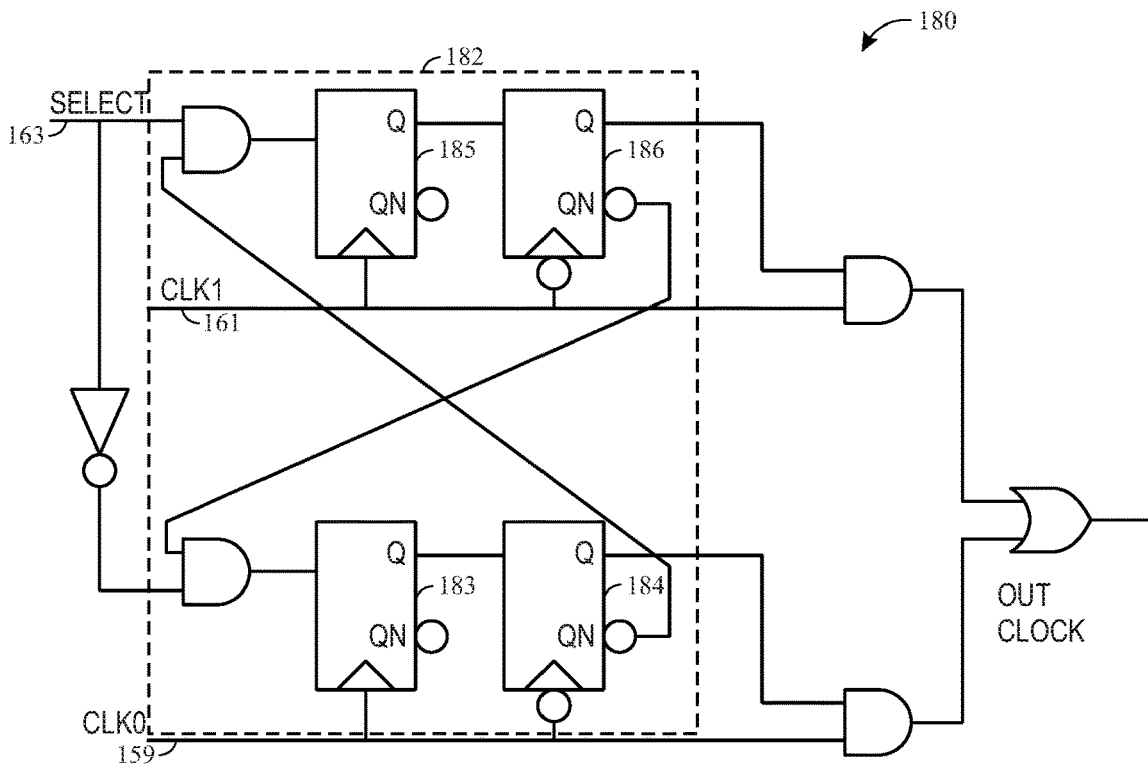 180
182
SELECT
163
Q
185
QN
Q
186
QN
CLK1
161
Q
183
QN
Q
184
QN
OUT
CLOCK
CLK0
159